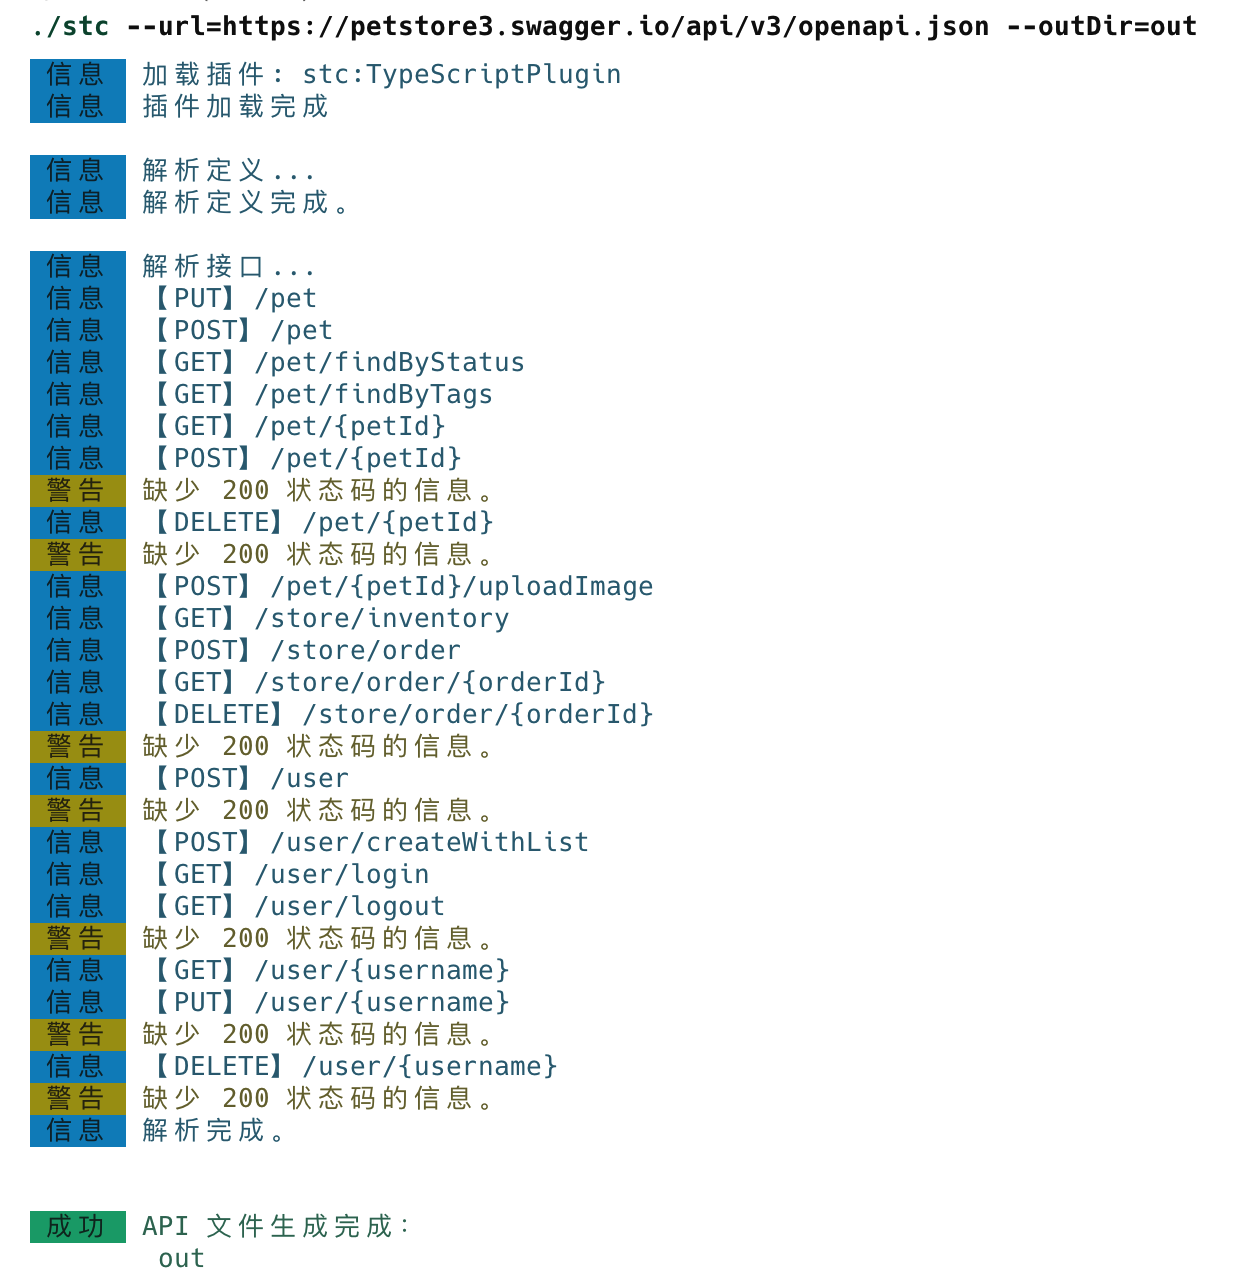 ./stc --url=https://petstore3.swagger.io/api/v3/openapi.json --outDir=out
信息 加载插件: stc:TypeScriptPlugin
信息 插件加载完成
信息 解析定义...
信息 解析定义完成。
信息 解析接口...
信息 【PUT】/pet
信息 【POST】/pet
信息 【GET】/pet/findByStatus
信息 【GET】/pet/findByTags
信息 【GET】/pet/{petId}
信息 【POST】/pet/{petId}
警告 缺少 200 状态码的信息。
信息 【DELETE】/pet/{petId}
警告 缺少 200 状态码的信息。
信息 【POST】/pet/{petId}/uploadImage
信息 【GET】/store/inventory
信息 【POST】/store/order
信息 【GET】/store/order/{orderId}
信息 【DELETE】/store/order/{orderId}
警告 缺少 200 状态码的信息。
信息 【POST】/user
警告 缺少 200 状态码的信息。
信息 【POST】/user/createWithList
信息 【GET】/user/login
信息 【GET】/user/logout
警告 缺少 200 状态码的信息。
信息 【GET】/user/{username}
信息 【PUT】/user/{username}
警告 缺少 200 状态码的信息。
信息 【DELETE】/user/{username}
警告 缺少 200 状态码的信息。
信息 解析完成。
成功 API 文件生成完成：
out